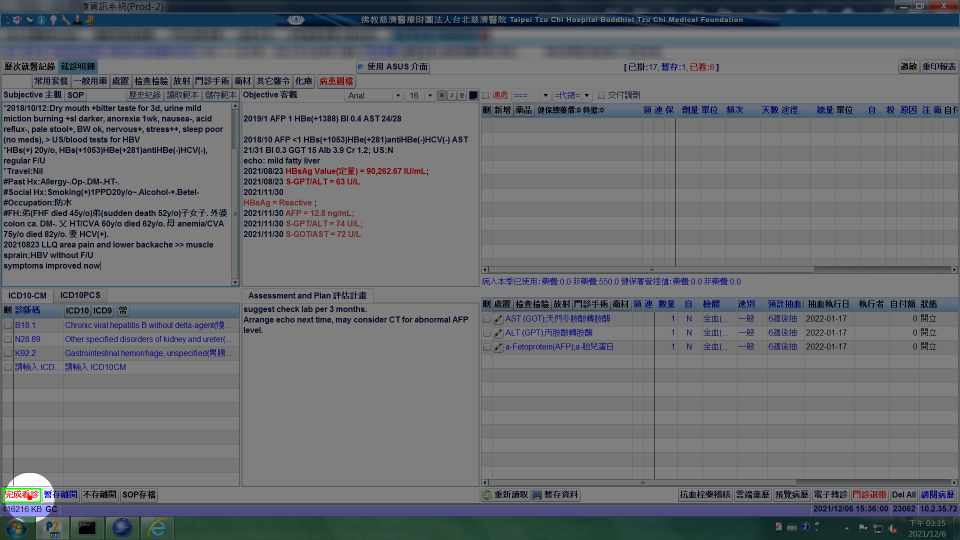 資訊系統(Prod-2)
佛教慈濟醫療財團法人台北慈濟醫院 Taipei Tzu Chi Hospital Buddhist Tzu Chi Medical Foundation
歷次就醫記錄 就診明細 使用 ASUS 介面 [已掛:17,暫存:1,已看:6] 過敏 重印報表
常用套餐 一般用藥 處置 檢查檢驗 放射 門診手術 衛材 其它醫令 化療 病患圖檔
Subjective 主觀 SOP 歷史紀錄 讀取範本 儲存範本
*2018/10/12:Dry mouth +bitter taste for 3d, urine mild
miction burning +sl darker, anorexia 1wk, nausea-, acid
reflux-, pale stool+, BW ok, nervous+, stress++, sleep poor
(no meds), > US/blood tests for HBV
*HBs(+) 20y/o, HBs(+1053)HBe(+281)antiHBe(-)HCV(-),
regular F/U
*Travel:Nil
#Past Hx:Allergy-.Op-.DM-.HT-.
#Social Hx:Smoking(+)1PPD20y/o~.Alcohol-+.Betel-
#Occupation:防水
#FH:弟(FHF died 45y/o)弟(sudden death 52y/o)子女子. 外婆
colon ca. DM-. 父 HT/CVA 60y/o died 62y/o. 母 anemia/CVA
75y/o died 82y/o. 妻 HCV(+).
20210823 LLQ area pain and lower backache >> muscle
sprain;HBV without F/U
symptoms improved now
Objective 客觀 Arial 16
2019/1 AFP 1 HBe(+1388) BI 0.4 AST 24/28
2018/10 AFP <1 HBs(+1053)HBe(+281)antiHBe(-)HCV(-) AST
21/31 BI 0.3 GGT 15 Alb 3.9 Cr 1.2; US:N
echo: mild fatty liver
2021/08/23 HBsAg Value(定量) = 90,262.67 IU/mL;
2021/08/23 S-GPT/ALT = 63 U/L
2021/11/30
HBeAg = Reactive ;
2021/11/30 AFP = 12.8 ng/mL;
2021/11/30 S-GPT/ALT = 74 U/L;
2021/11/30 S-GOT/AST = 72 U/L
連處 === =代碼= 交付調劑
刪 新增 藥品 健保總藥價:0 負擔:0 領 連 保 劑量 單位 頻次 天數 途徑 總量 單位 自 粉 原因 注 衛 自付
病人本季已使用:藥費:0.0 非藥費:550.0 健保署管控值:藥費:0.0 非藥費:0.0
ICD10-CM ICD10PCS
刪 診斷碼 ICD10 ICD9 常
B18.1 Chronic viral hepatitis B without delta-agent(慢...
N28.89 Other specified disorders of kidney and ureter(...
K92.2 Gastrointestinal hemorrhage, unspecified(胃腸...
請輸入 ICD... 請輸入 ICD10CM
Assessment and Plan 評估計畫
suggest check lab per 3 months.
Arrange echo next time, may consider CT for abnormal AFP
level.
刪 處置 檢查檢驗 放射 門診手術 衛材 領 連 數量 自 檢體 速別 預計抽血 抽血執行日 執行者 自付額 狀態
AST (GOT);天門冬胺酸轉胺酶 1 N 全血(... 一般 6週後抽 2022-01-17 0 開立
ALT (GPT);丙胺酸轉胺酶 1 N 全血(... 一般 6週後抽 2022-01-17 0 開立
a-Fetoprotein(AFP);a-胎兒蛋白 1 N 全血(... 一般 6週後抽 2022-01-17 0 開立
完成看診 暫存離開 不存離開 SOP存檔 重新讀取 暫存資料 抗血栓藥稽核 雲端藥歷 預覽病歷 電子轉診 門診退掛 Del All 調閱病歷
416216 KB GC 2021/12/06 15:36:00 23062 10.2.35.72
下午 03:35
2021/12/6